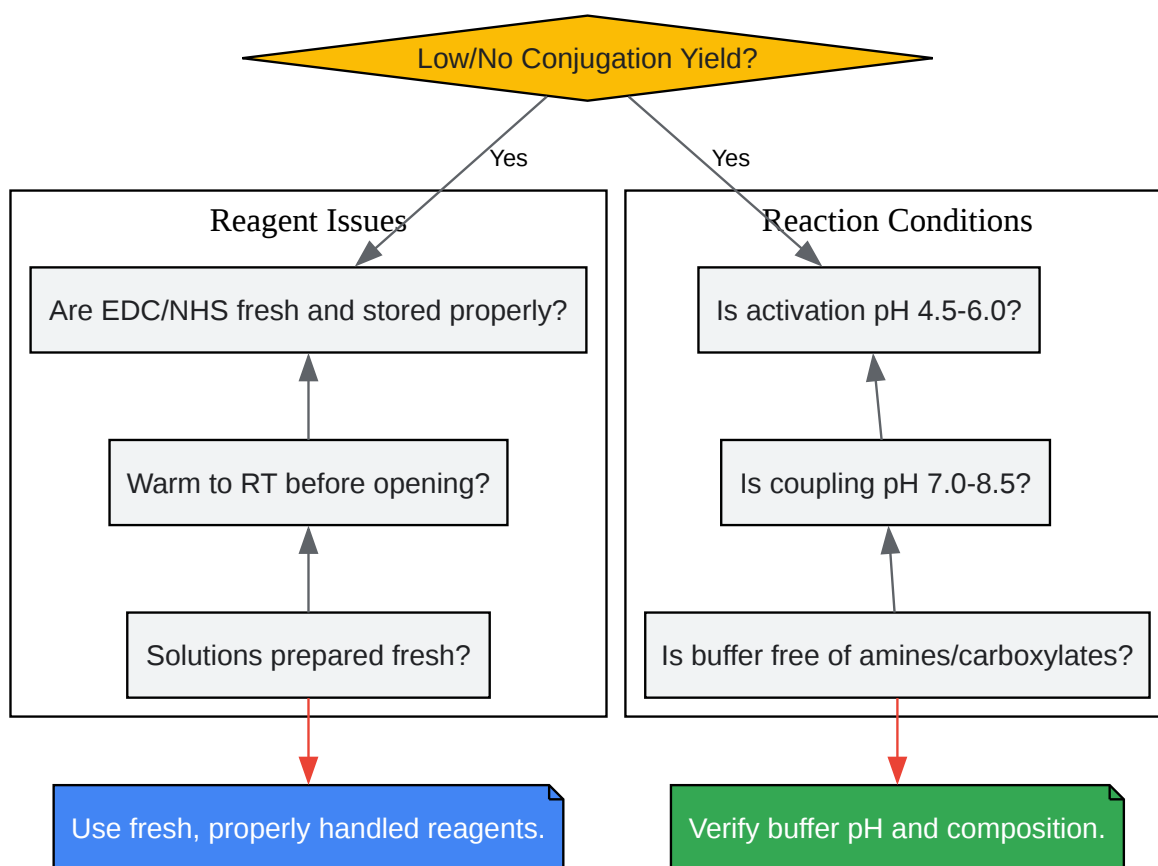 Low/No Conjugation Yield?
Yes
Yes
Reagent Issues
Are EDC/NHS fresh and stored properly?
Warm to RT before opening?
Solutions prepared fresh?
Use fresh, properly handled reagents.
Reaction Conditions
Is activation pH 4.5-6.0?
Is coupling pH 7.0-8.5?
Is buffer free of amines/carboxylates?
Verify buffer pH and composition.